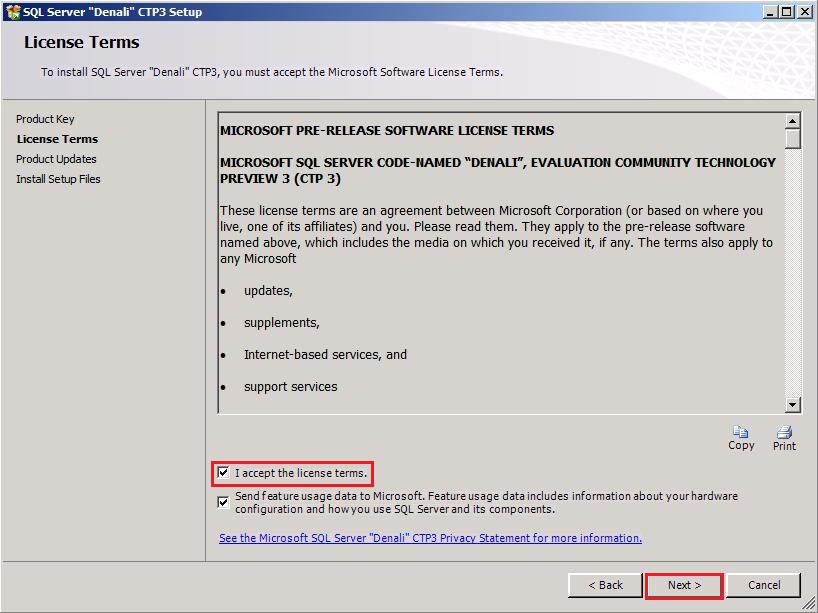 SQL Server "Denali" CTP3 Setup
License Terms
To install SQL Server "Denali" CTP3, you must accept the Microsoft Software License Terms.
Product Key
License Terms
Product Updates
Install Setup Files
MICROSOFT PRE-RELEASE SOFTWARE LICENSE TERMS
MICROSOFT SQL SERVER CODE-NAMED “DENALI”, EVALUATION COMMUNITY TECHNOLOGY
PREVIEW 3 (CTP 3)
These license terms are an agreement between Microsoft Corporation (or based on where you
live, one of its affiliates) and you. Please read them. They apply to the pre-release software
named above, which includes the media on which you received it, if any. The terms also apply to
any Microsoft
• updates,
• supplements,
• Internet-based services, and
• support services
Copy Print
I accept the license terms.
Send feature usage data to Microsoft. Feature usage data includes information about your hardware
configuration and how you use SQL Server and its components.
See the Microsoft SQL Server "Denali" CTP3 Privacy Statement for more information.
< Back Next > Cancel